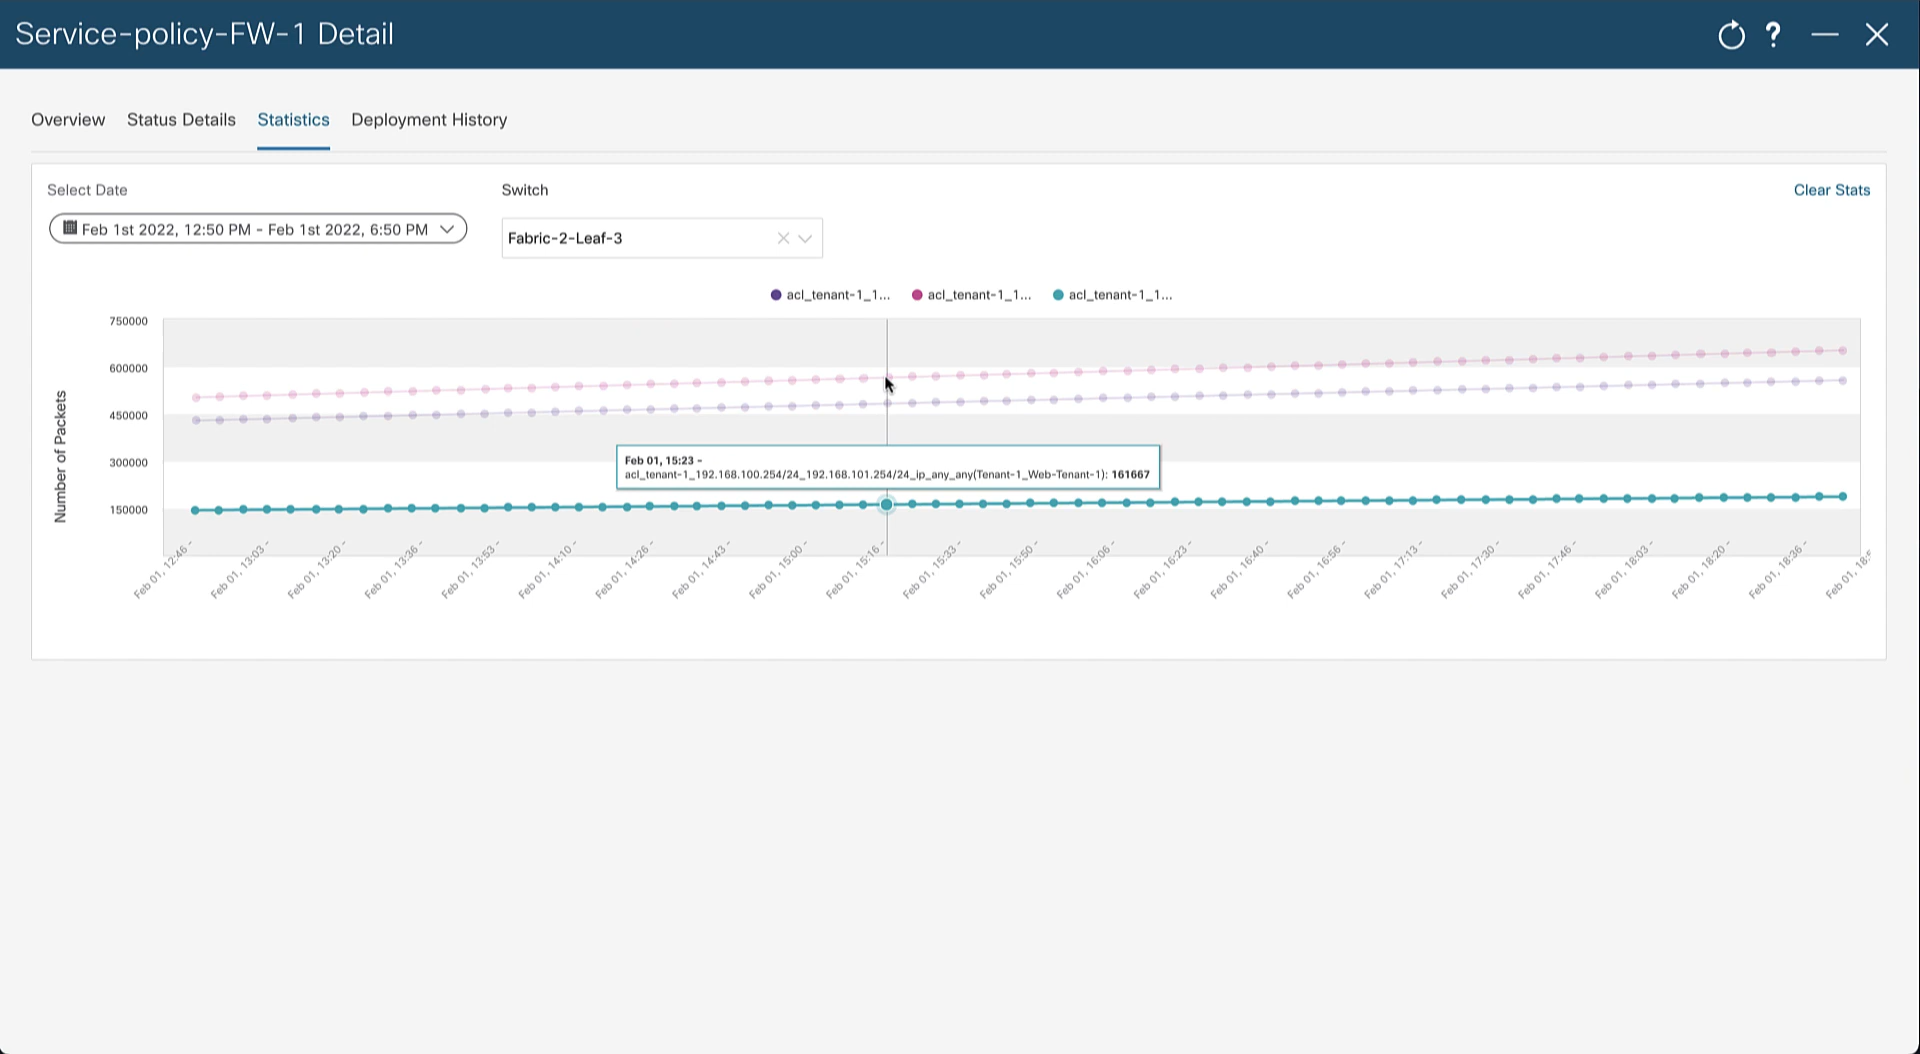 Service-policy-FW-1 Detail
?
Overview Status Details Statistics Deployment History
Select Date Switch Clear Stats
Feb 1st 2022, 12:50 PM - Feb 1st 2022, 6:50 PM
Fabric-2-Leaf-3
acl_tenant-1_1... acl_tenant-1_1... acl_tenant-1_1...
Number of Packets
750000
600000
450000
300000
150000
Feb 01, 15:23 -
acl_tenant-1_192.168.100.254/24_192.168.101.254/24_ip_any_any(Tenant-1_Web-Tenant-1): 161667
Feb 01, 12:46 -
Feb 01, 13:03 -
Feb 01, 13:20 -
Feb 01, 13:36 -
Feb 01, 13:53 -
Feb 01, 14:10 -
Feb 01, 14:26 -
Feb 01, 14:43 -
Feb 01, 15:00 -
Feb 01, 15:16 -
Feb 01, 15:33 -
Feb 01, 15:50 -
Feb 01, 16:06 -
Feb 01, 16:23 -
Feb 01, 16:40 -
Feb 01, 16:56 -
Feb 01, 17:13 -
Feb 01, 17:30 -
Feb 01, 17:46 -
Feb 01, 18:03 -
Feb 01, 18:20 -
Feb 01, 18:36 -
Feb 01,